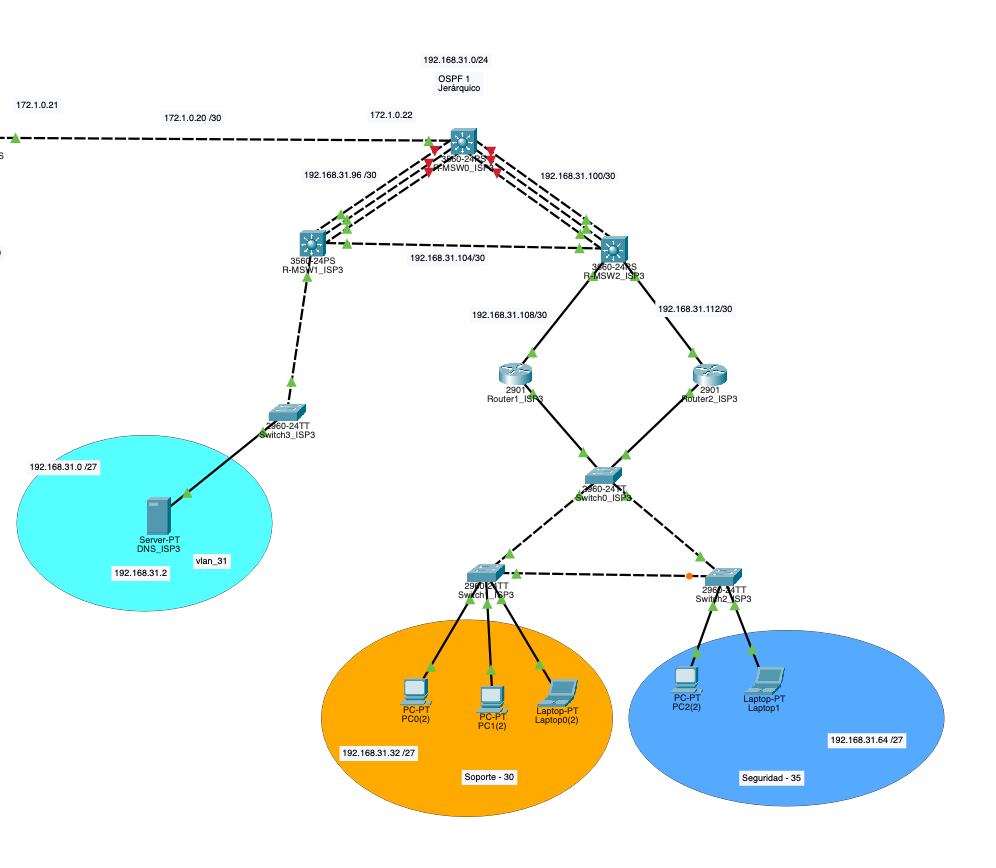 192.168.31.0/24
OSPF 1
Jerárquico
172.1.0.21
172.1.0.20 /30
172.1.0.22
3560-24PS
R-MSW0_ISP3
192.168.31.96 /30
192.168.31.100/30
3560-24PS
R-MSW1_ISP3
192.168.31.104/30
3560-24PS
R-MSW2_ISP3
192.168.31.108/30
192.168.31.112/30
2901
Router1_ISP3
2901
Router2_ISP3
2960-24TT
Switch3_ISP3
192.168.31.0 /27
2960-24TT
Switch0_ISP3
Server-PT
DNS_ISP3
vlan_31
192.168.31.2
2960-24TT
Switch1_ISP3
2960-24TT
Switch2_ISP3
PC-PT
PC0(2)
PC-PT
PC1(2)
Laptop-PT
Laptop0(2)
PC-PT
PC2(2)
Laptop-PT
Laptop1
192.168.31.32 /27
192.168.31.64 /27
Soporte - 30
Seguridad - 35